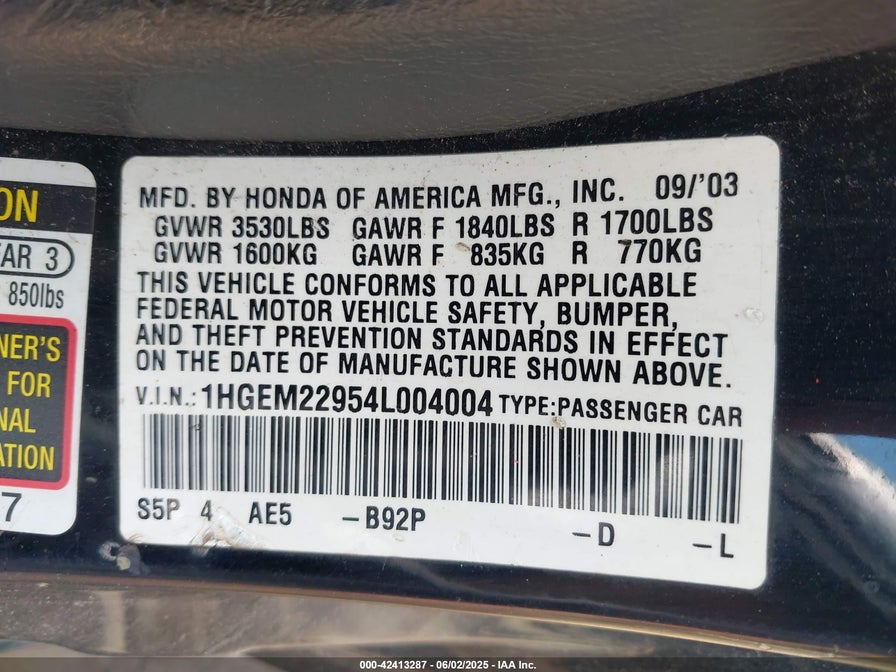 MFD. BY HONDA OF AMERICA MFG., INC. 09/'03
GVWR 3530LBS GAWR F 1840LBS R 1700LBS
GVWR 1600KG GAWR F 835KG R 770KG
THIS VEHICLE CONFORMS TO ALL APPLICABLE
FEDERAL MOTOR VEHICLE SAFETY, BUMPER,
AND THEFT PREVENTION STANDARDS IN EFFECT
ON THE DATE OF MANUFACTURE SHOWN ABOVE.
V.I.N.: 1HGEM22954L004004 TYPE:PASSENGER CAR
S5P 4 AE5 –B92P –D –L
ON
AR 3
850lbs
NER'S
FOR
NAL
ATION
7
000-42413287 • 06/02/2025 - IAA Inc.